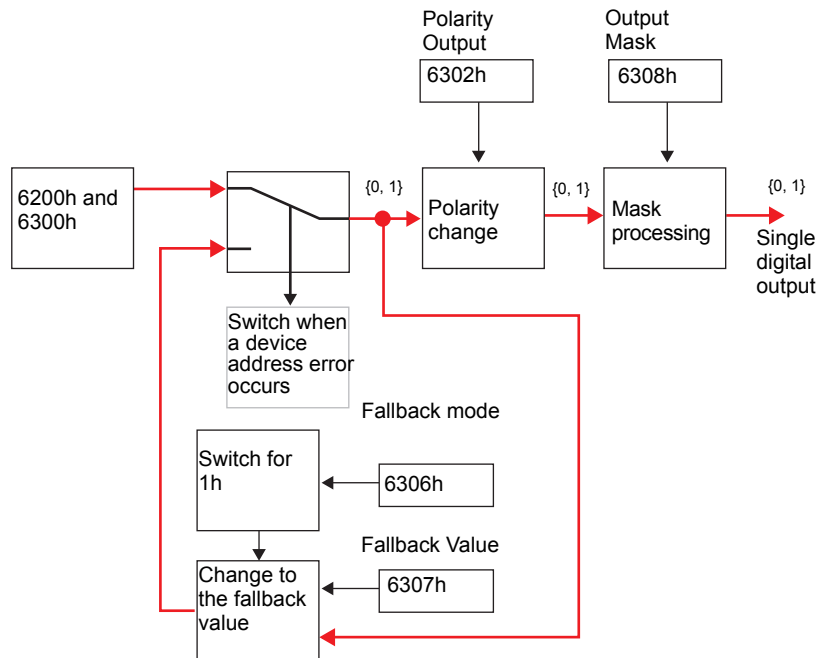 Polarity
Output
6302h
Output
Mask
6308h
6200h and
6300h
{0, 1}
Polarity
change
{0, 1}
Mask
processing
{0, 1}
Single
digital
output
Switch when
a device
address error
occurs
Fallback mode
Switch for
1h
6306h
Fallback Value
Change to
the fallback
value
6307h